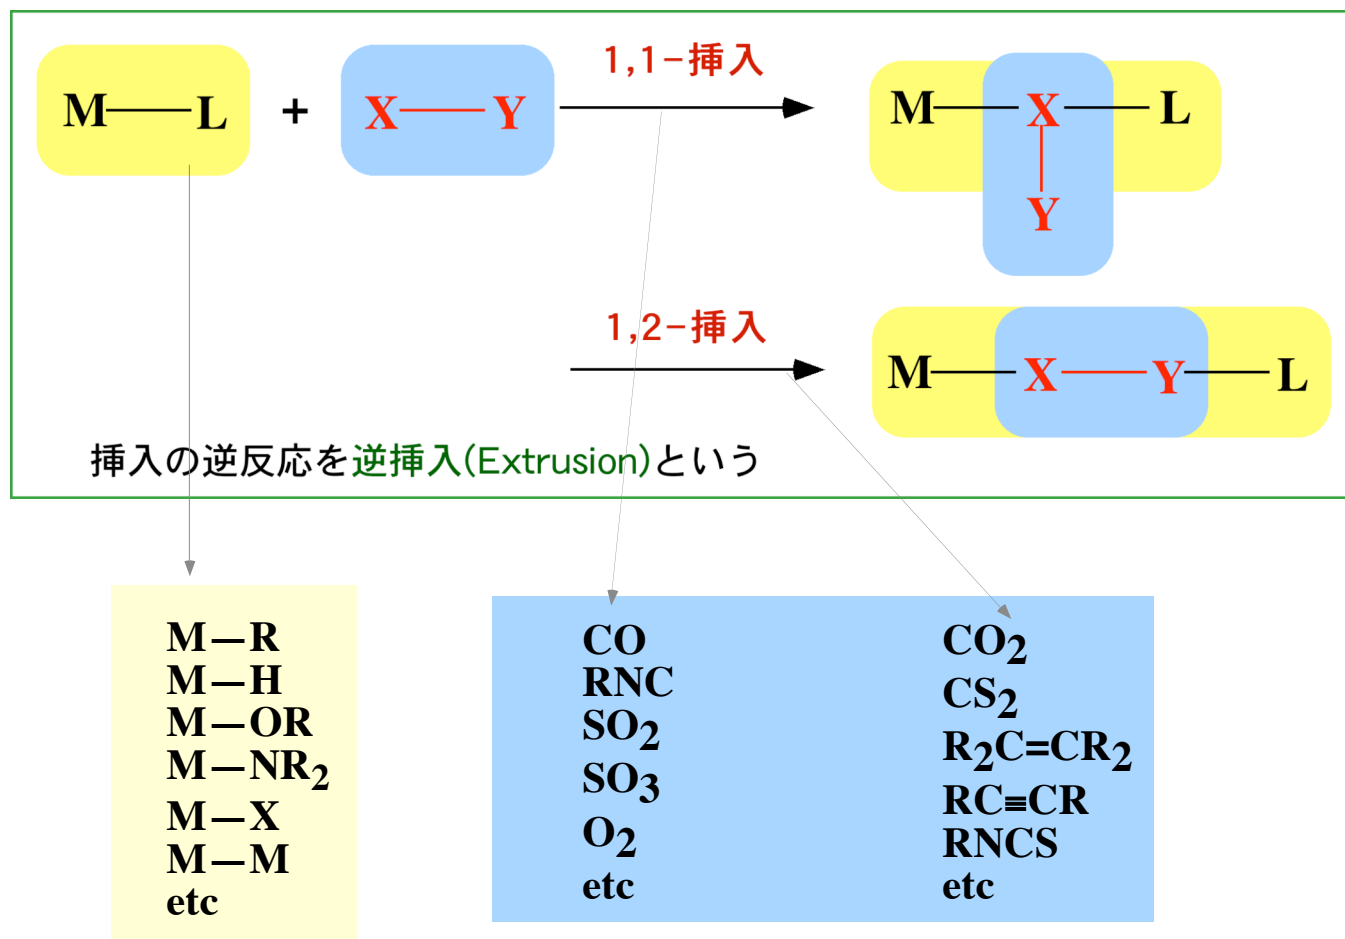 M—L + X—Y 1,1-挿入 M—X—L
Y
1,2-挿入 M—X—Y—L
挿入の逆反応を逆挿入(Extrusion)という
M—R
M—H
M—OR
M—NR2
M—X
M—M
etc
CO
RNC
SO2
SO3
O2
etc
CO2
CS2
R2C=CR2
RC≡CR
RNCS
etc